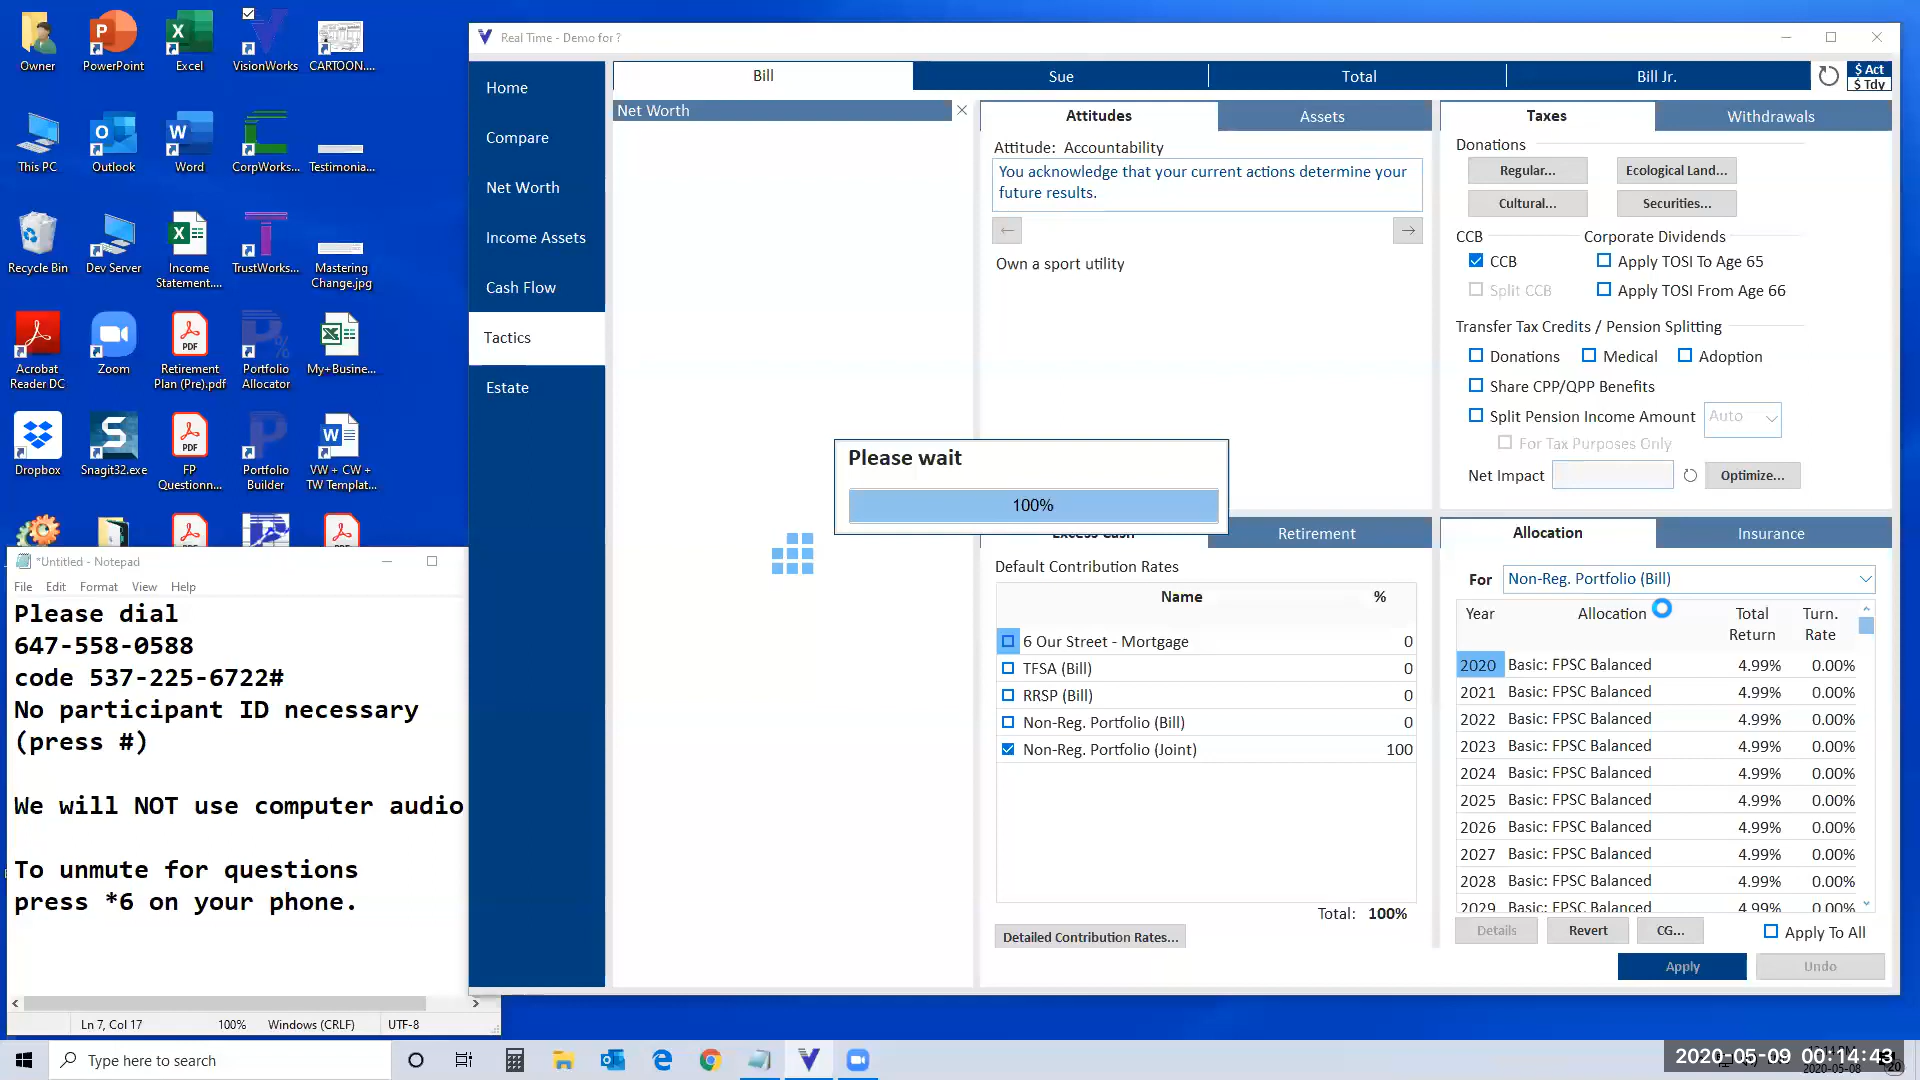 Owner
PowerPoint
Excel
VisionWorks
CARTOON....
This PC
Outlook
Word
CorpWorks...
Testimonia...
Recycle Bin
Dev Server
Income
Statement....
TrustWorks...
Mastering
Change.jpg
Acrobat
Reader DC
Zoom
Retirement
Plan (Pre).pdf
Portfolio
Allocator
My+Busine...
Dropbox
Snagit32.exe
FP
Questionn...
Portfolio
Builder
VW + CW +
TW Templat...
*Untitled - Notepad
File Edit Format View Help
Please dial
647-558-0588
code 537-225-6722#
No participant ID necessary
(press #)
We will NOT use computer audio
To unmute for questions
press *6 on your phone.
Ln 7, Col 17 100% Windows (CRLF) UTF-8
Real Time - Demo for ?
Home
Compare
Net Worth
Income Assets
Cash Flow
Tactics
Estate
Bill Sue Total Bill Jr.
$ Act
$ Tdy
Net Worth
Attitudes Assets
Attitude: Accountability
You acknowledge that your current actions determine your
future results.
Own a sport utility
Please wait
100%
Excess Cash Retirement
Default Contribution Rates
Name %
6 Our Street - Mortgage 0
TFSA (Bill) 0
RRSP (Bill) 0
Non-Reg. Portfolio (Bill) 0
Non-Reg. Portfolio (Joint) 100
Total: 100%
Detailed Contribution Rates...
Taxes Withdrawals
Donations
Regular... Ecological Land...
Cultural... Securities...
CCB Corporate Dividends
CCB Apply TOSI To Age 65
Split CCB Apply TOSI From Age 66
Transfer Tax Credits / Pension Splitting
Donations Medical Adoption
Share CPP/QPP Benefits
Split Pension Income Amount Auto
For Tax Purposes Only
Net Impact Optimize...
Allocation Insurance
For Non-Reg. Portfolio (Bill)
Year Allocation Total Return Turn. Rate
2020 Basic: FPSC Balanced 4.99% 0.00%
2021 Basic: FPSC Balanced 4.99% 0.00%
2022 Basic: FPSC Balanced 4.99% 0.00%
2023 Basic: FPSC Balanced 4.99% 0.00%
2024 Basic: FPSC Balanced 4.99% 0.00%
2025 Basic: FPSC Balanced 4.99% 0.00%
2026 Basic: FPSC Balanced 4.99% 0.00%
2027 Basic: FPSC Balanced 4.99% 0.00%
2028 Basic: FPSC Balanced 4.99% 0.00%
2029 Basic: FPSC Balanced 4.99% 0.00%
Details Revert CG... Apply To All
Apply Undo
Type here to search
2020-05-09 00:14:43
2020-05-08